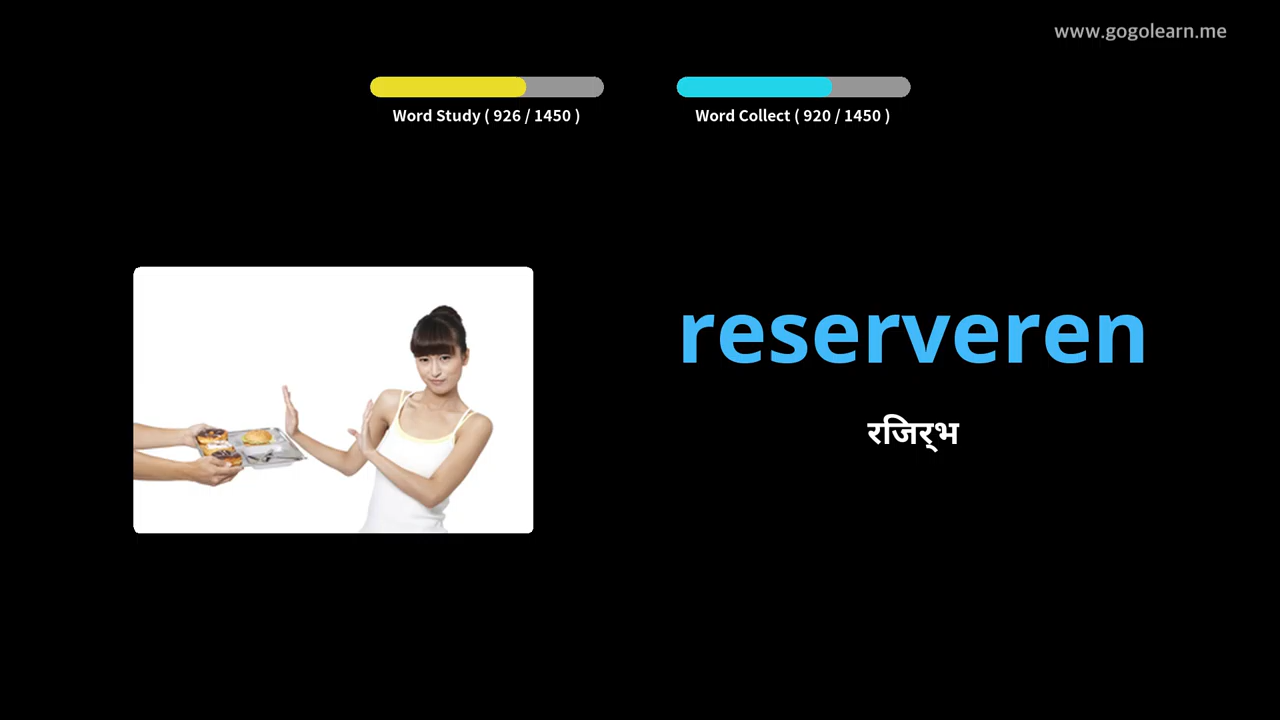 www.gogolearn.me
Word Study ( 926 / 1450 )
Word Collect ( 920 / 1450 )
reserveren
रजिर्भ